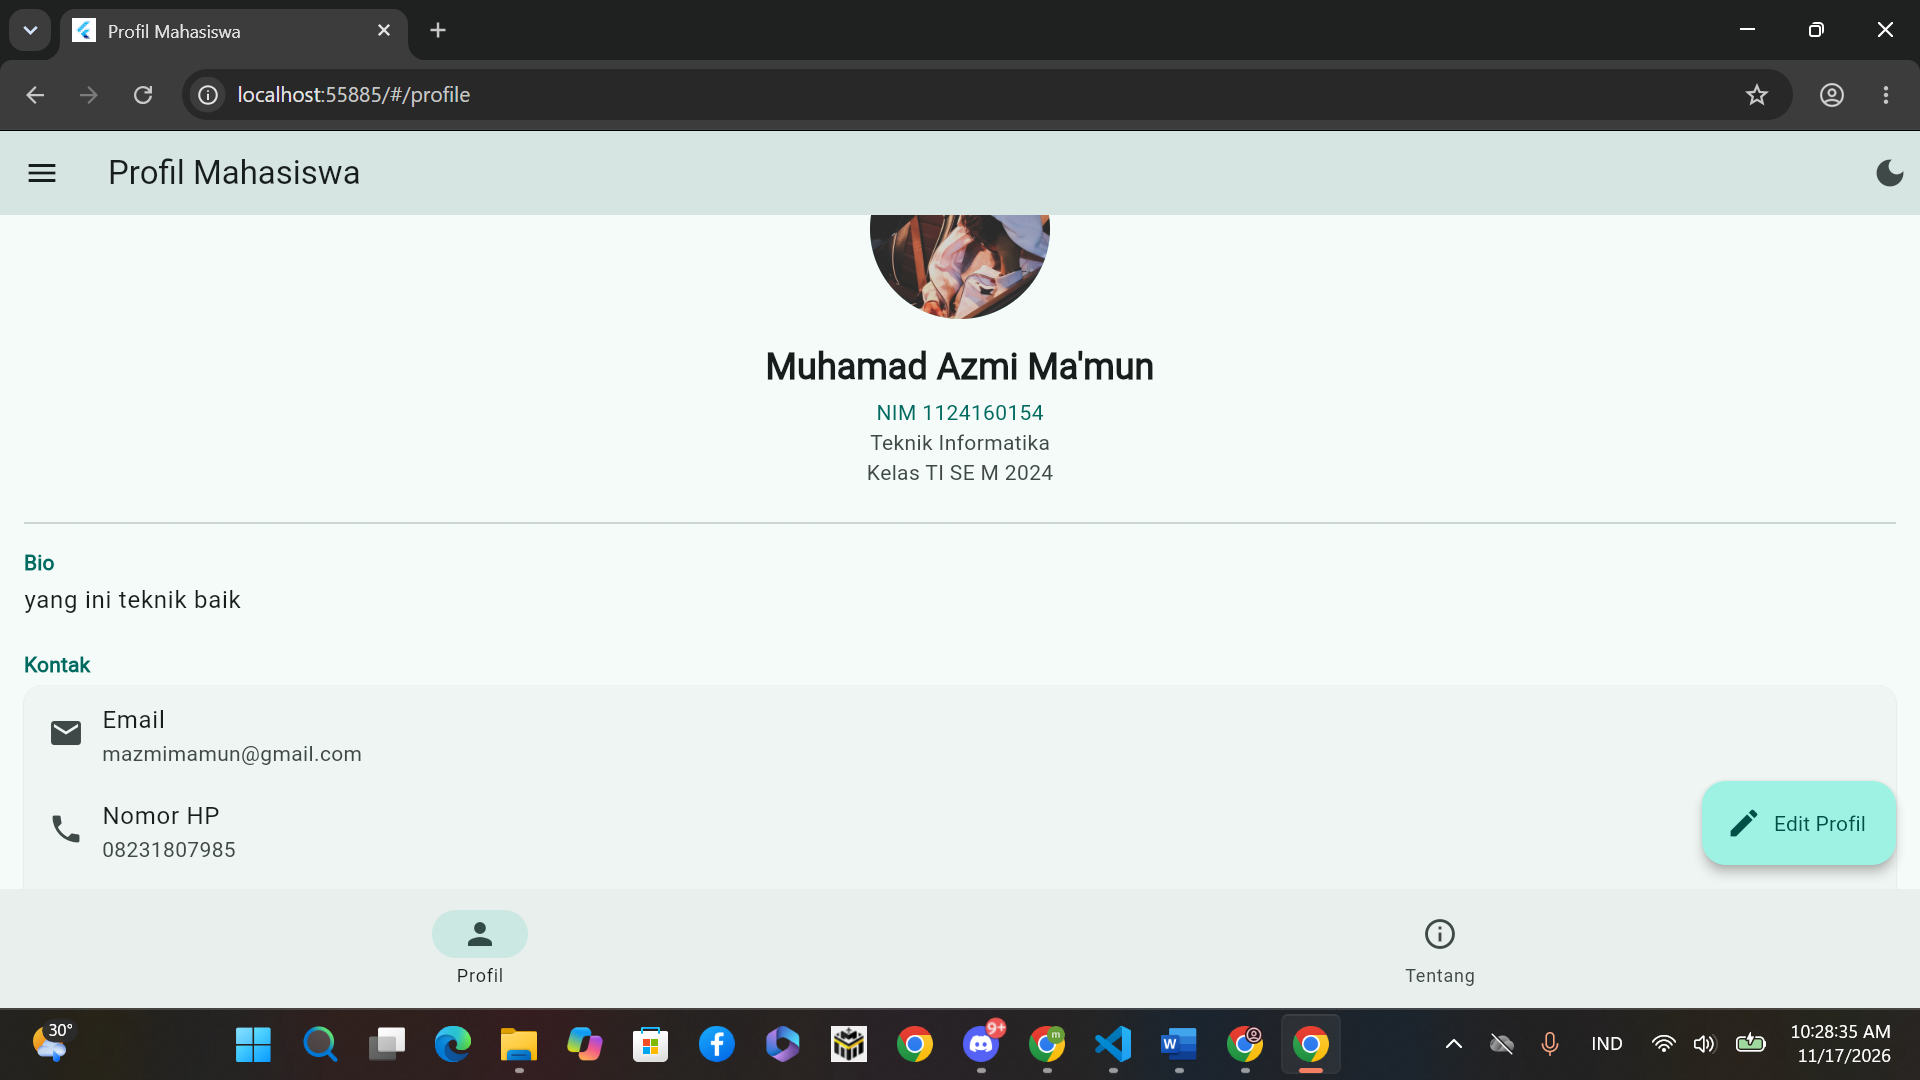 Profil Mahasiswa
localhost:55885/#/profile
Profil Mahasiswa
Muhamad Azmi Ma'mun
NIM 1124160154
Teknik Informatika
Kelas TI SE M 2024
Bio
yang ini teknik baik
Kontak
Email
mazmimamun@gmail.com
Nomor HP
08231807985
Edit Profil
Profil
Tentang
30°
9+
m
W
IND
10:28:35 AM
11/17/2026